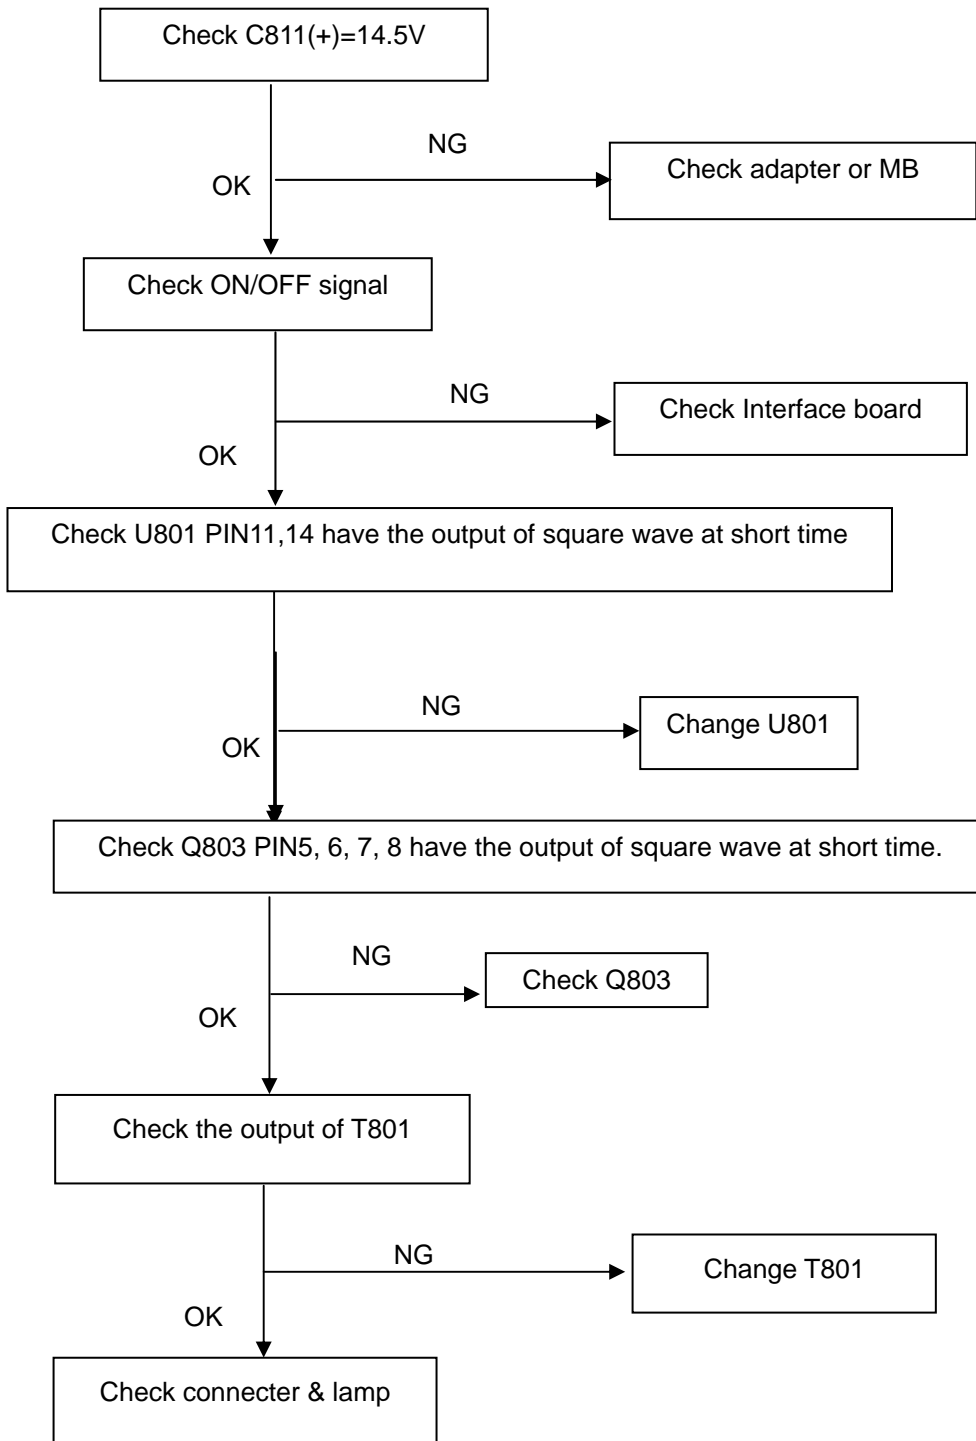 Check C811(+)=14.5V
NG
Check adapter or MB
OK
Check ON/OFF signal
NG
Check Interface board
OK
Check U801 PIN11,14 have the output of square wave at short time
NG
Change U801
OK
Check Q803 PIN5, 6, 7, 8 have the output of square wave at short time.
NG
Check Q803
OK
Check the output of T801
NG
Change T801
OK
Check connecter & lamp